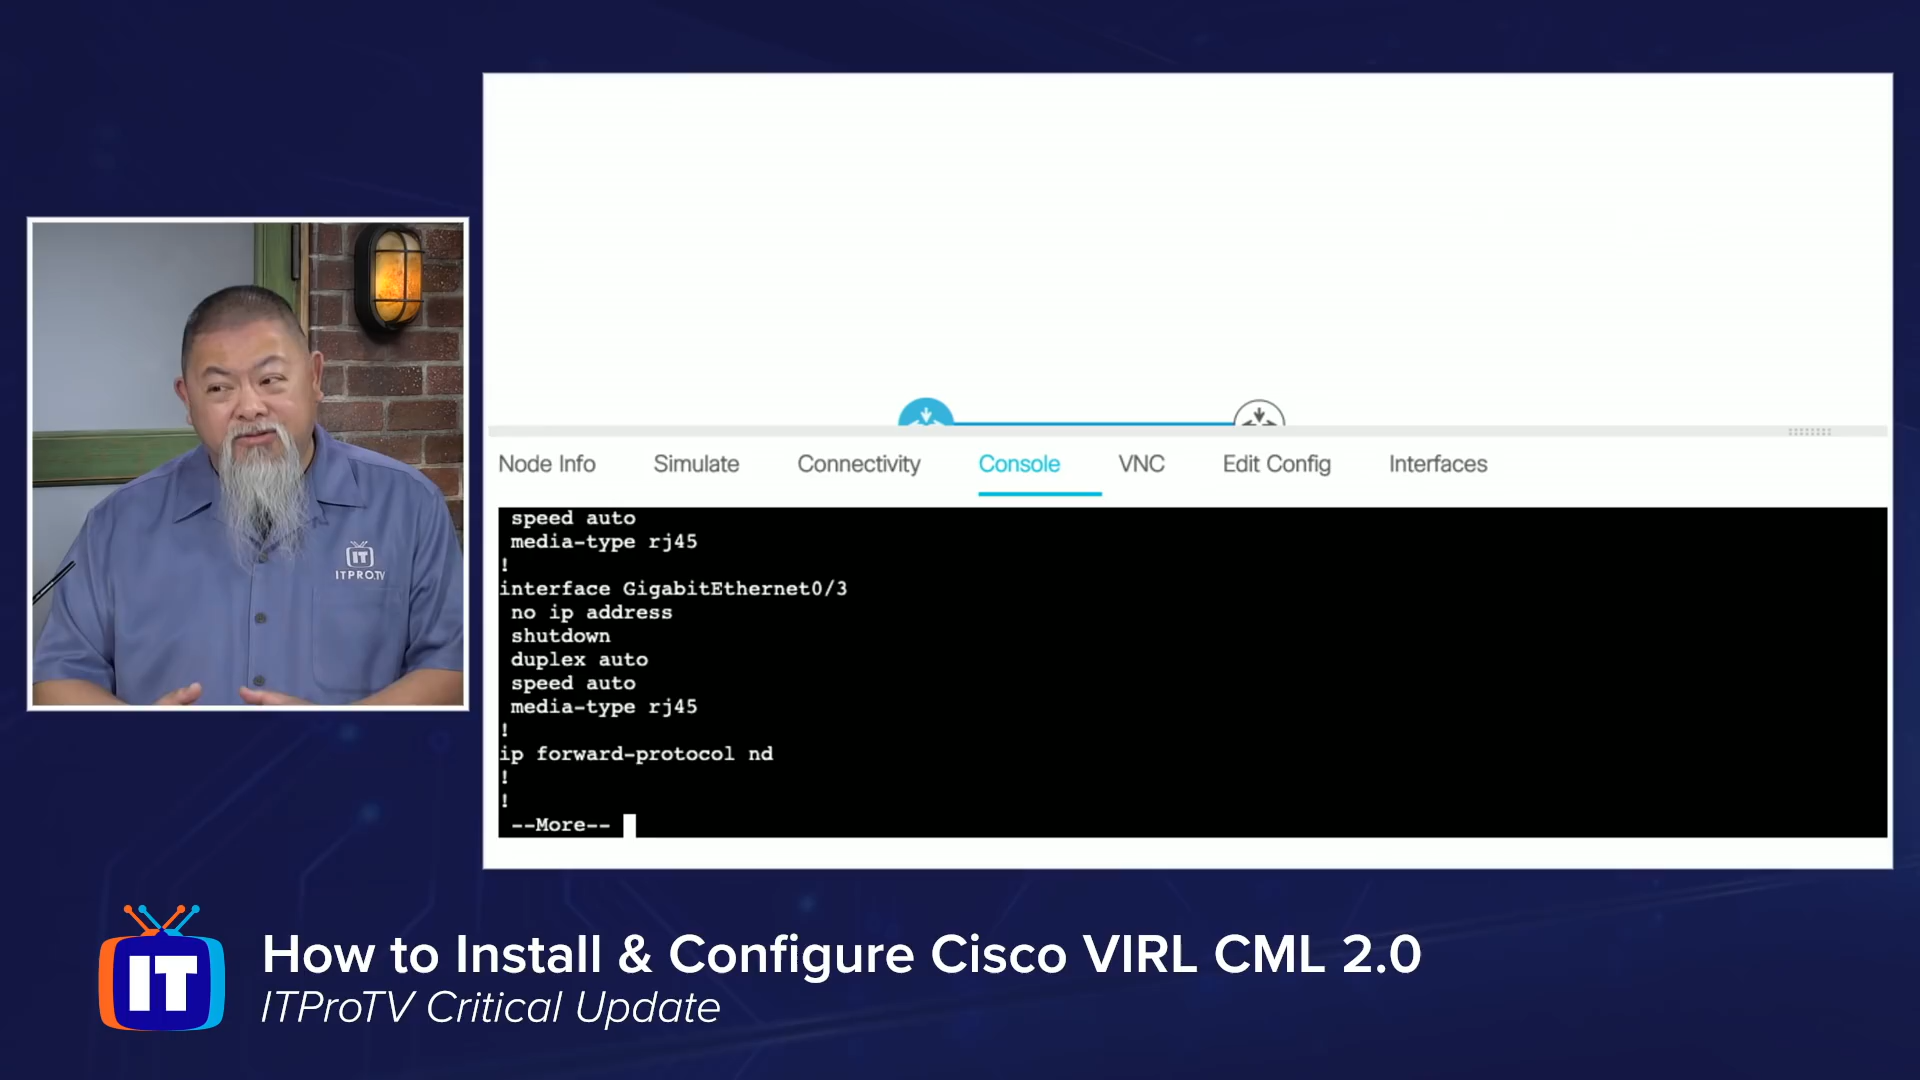 IT
ITPRO.TV
Node Info Simulate Connectivity Console VNC Edit Config Interfaces
speed auto
media-type rj45
!
interface GigabitEthernet0/3
no ip address
shutdown
duplex auto
speed auto
media-type rj45
!
ip forward-protocol nd
!
!
--More--
IT
How to Install & Configure Cisco VIRL CML 2.0
ITProTV Critical Update